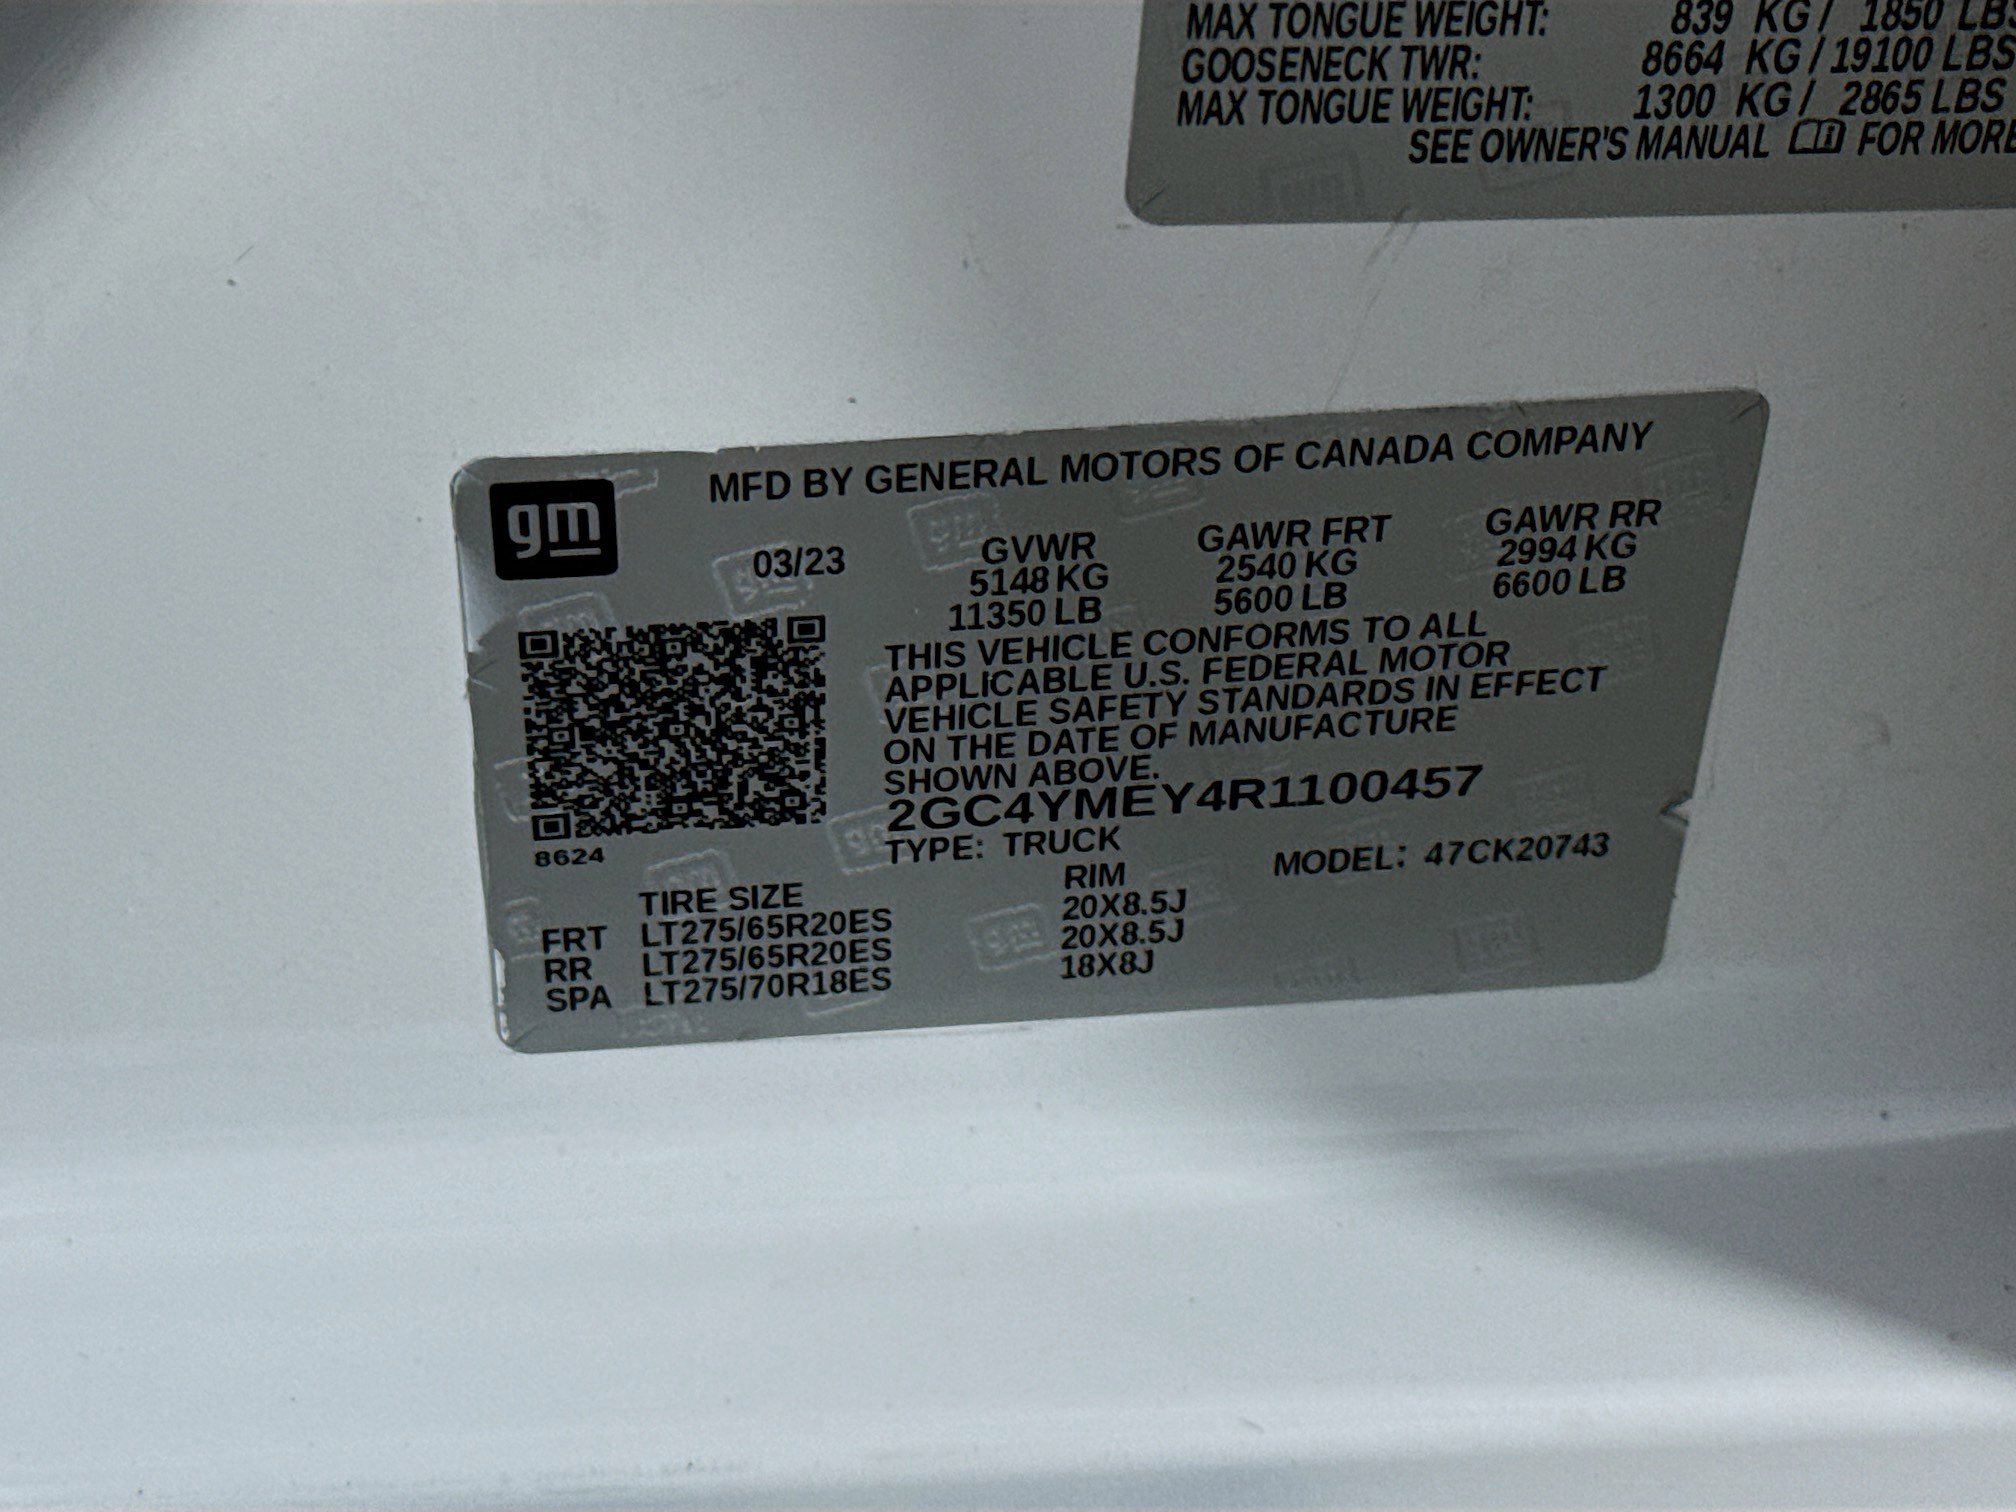 MAX TONGUE WEIGHT: 839 KG / 1850 LBS
GOOSENECK TWR: 8664 KG / 19100 LBS
MAX TONGUE WEIGHT: 1300 KG / 2865 LBS
SEE OWNER'S MANUAL FOR MORE
gm
MFD BY GENERAL MOTORS OF CANADA COMPANY
03/23 GVWR GAWR FRT GAWR RR
5148 KG 2540 KG 2994 KG
11350 LB 5600 LB 6600 LB
THIS VEHICLE CONFORMS TO ALL
APPLICABLE U.S. FEDERAL MOTOR
VEHICLE SAFETY STANDARDS IN EFFECT
ON THE DATE OF MANUFACTURE
SHOWN ABOVE.
2GC4YMEY4R1100457
8624
TYPE: TRUCK MODEL: 47CK20743
TIRE SIZE RIM
FRT LT275/65R20ES 20X8.5J
RR LT275/65R20ES 20X8.5J
SPA LT275/70R18ES 18X8J